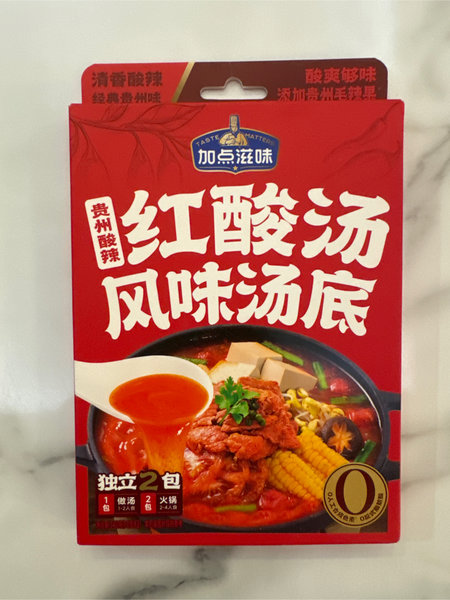 清香酸辣
经典贵州味
酸爽够味
添加贵州毛辣果
TASTE MATTERS
加点滋味
贵州酸辣
红酸汤
风味汤底
独立2包
1包 做汤 1-2人食
2包 火锅 2-4人食
0